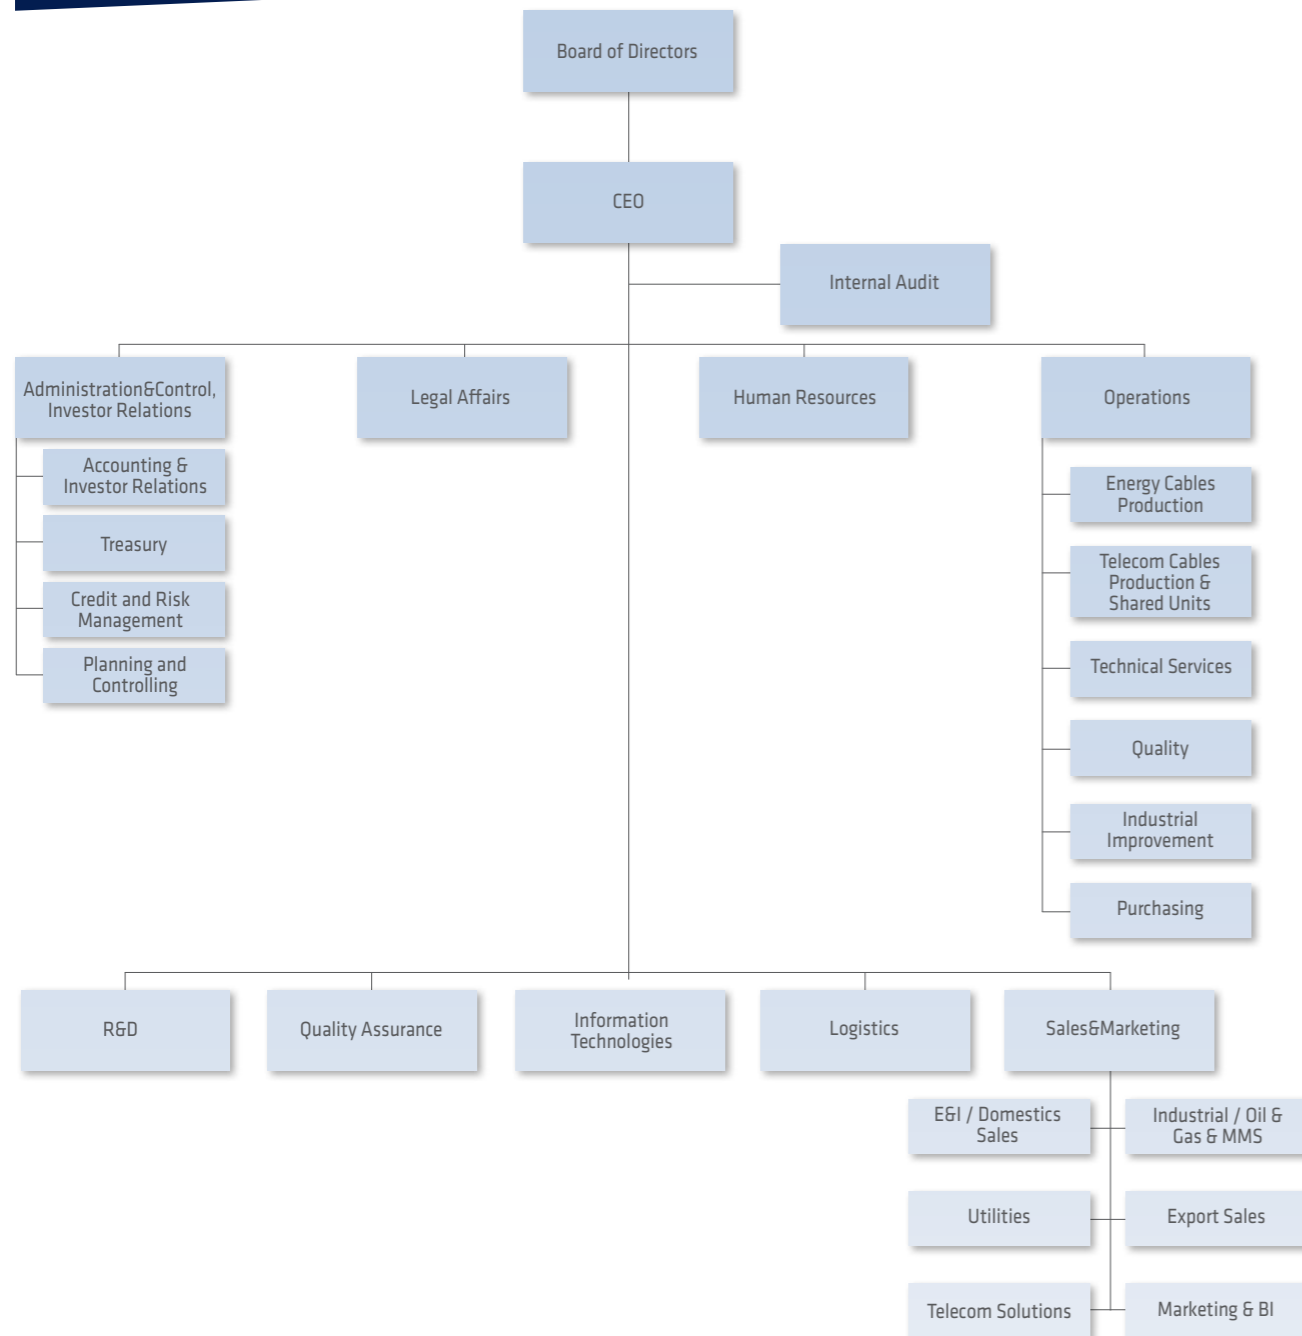 Board of Directors
CEO
Internal Audit
Administration&Control,
Investor Relations
Legal Affairs
Human Resources
Operations
Accounting &
Investor Relations
Treasury
Credit and Risk
Management
Planning and
Controlling
Energy Cables
Production
Telecom Cables
Production &
Shared Units
Technical Services
Quality
Industrial
Improvement
Purchasing
R&D
Quality Assurance
Information
Technologies
Logistics
Sales&Marketing
E&I / Domestics
Sales
Industrial / Oil &
Gas & MMS
Utilities
Export Sales
Telecom Solutions
Marketing & BI